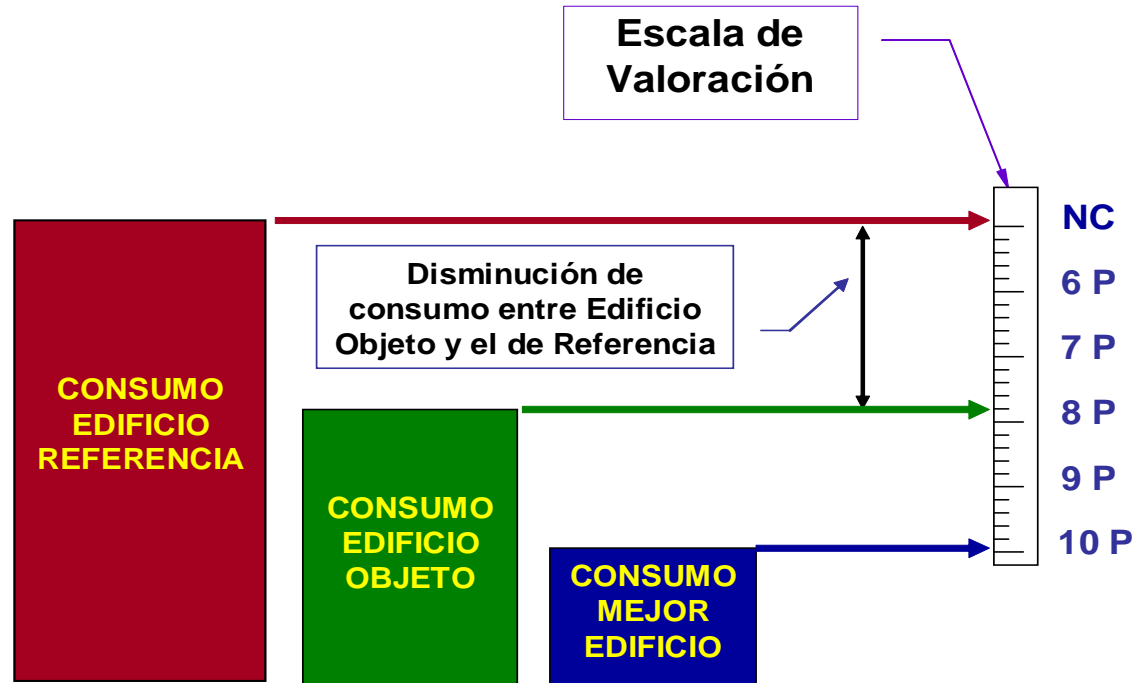 Escala de
Valoración
NC
6 P
7 P
8 P
9 P
10 P
Disminución de
consumo entre Edificio
Objeto y el de Referencia
CONSUMO
EDIFICIO
REFERENCIA
CONSUMO
EDIFICIO
OBJETO
CONSUMO
MEJOR
EDIFICIO